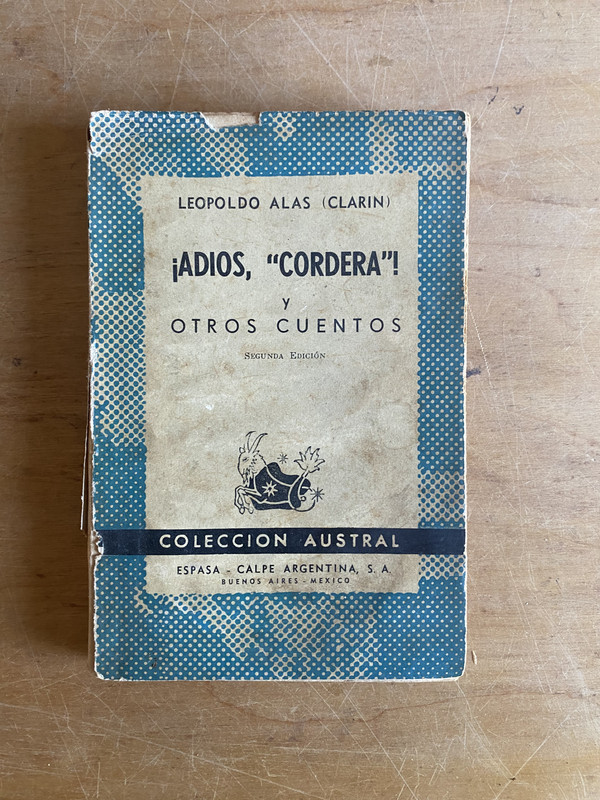 LEOPOLDO ALAS (CLARIN)
¡ADIOS, "CORDERA"!
y
OTROS CUENTOS
SEGUNDA EDICIÓN
COLECCION AUSTRAL
ESPASA - CALPE ARGENTINA, S. A.
BUENOS AIRES - MEXICO